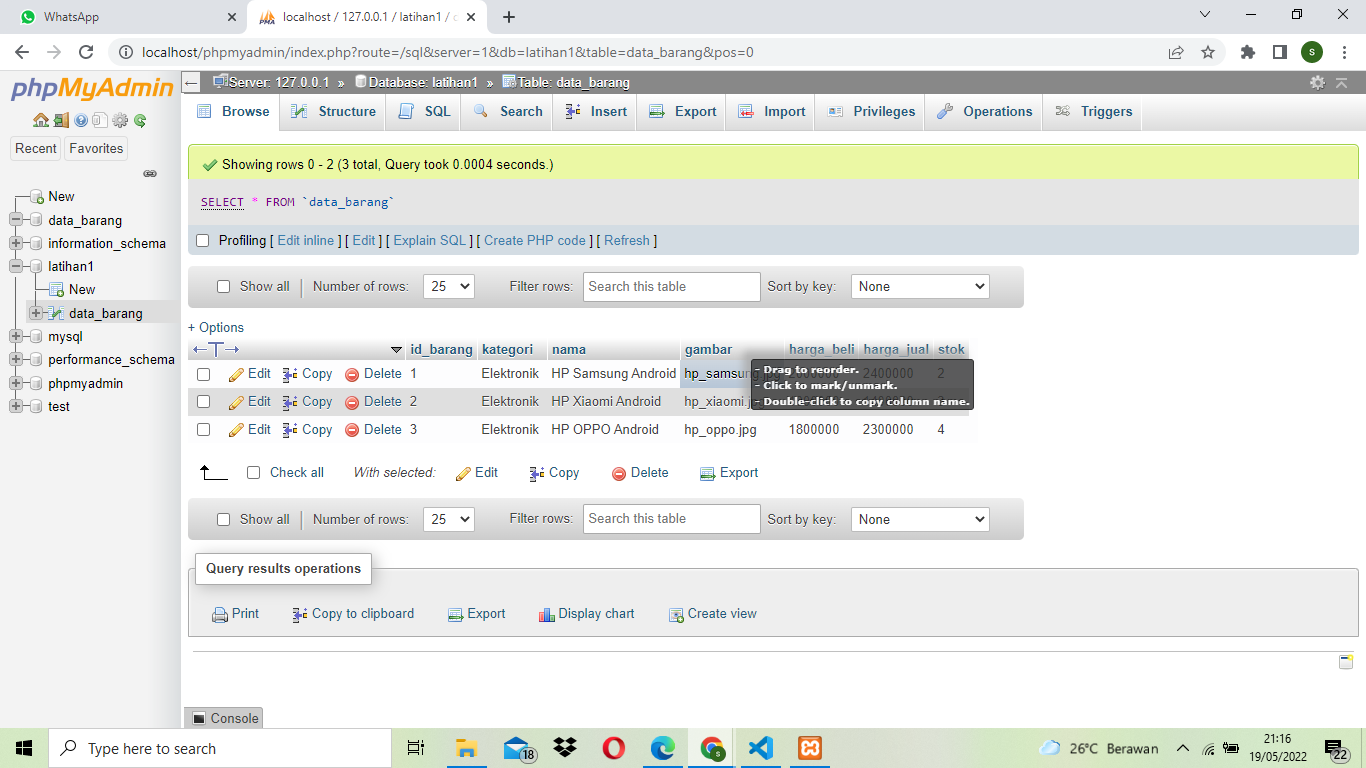 WhatsApp
localhost / 127.0.0.1 / latihan1 / d
localhost/phpmyadmin/index.php?route=/sql&server=1&db=latihan1&table=data_barang&pos=0
S
phpMyAdmin
Recent Favorites
New
data_barang
information_schema
latihan1
New
data_barang
mysql
performance_schema
phpmyadmin
test
Server: 127.0.0.1 » Database: latihan1 » Table: data_barang
Browse Structure SQL Search Insert Export Import Privileges Operations Triggers
Showing rows 0 - 2 (3 total, Query took 0.0004 seconds.)
SELECT * FROM `data_barang`
Profiling [ Edit inline ] [ Edit ] [ Explain SQL ] [ Create PHP code ] [ Refresh ]
Show all Number of rows: 25 Filter rows: Search this table Sort by key: None
+ Options
id_barang kategori nama gambar harga_beli harga_jual stok
Edit Copy Delete 1 Elektronik HP Samsung Android hp_samsung.jpg 2000000 2400000 2
Edit Copy Delete 2 Elektronik HP Xiaomi Android hp_xiaomi.jpg
Edit Copy Delete 3 Elektronik HP OPPO Android hp_oppo.jpg 1800000 2300000 4
- Drag to reorder.
- Click to mark/unmark.
- Double-click to copy column name.
Check all With selected: Edit Copy Delete Export
Show all Number of rows: 25 Filter rows: Search this table Sort by key: None
Query results operations
Print Copy to clipboard Export Display chart Create view
Console
Type here to search
18
S
26°C Berawan
21:16
19/05/2022
22